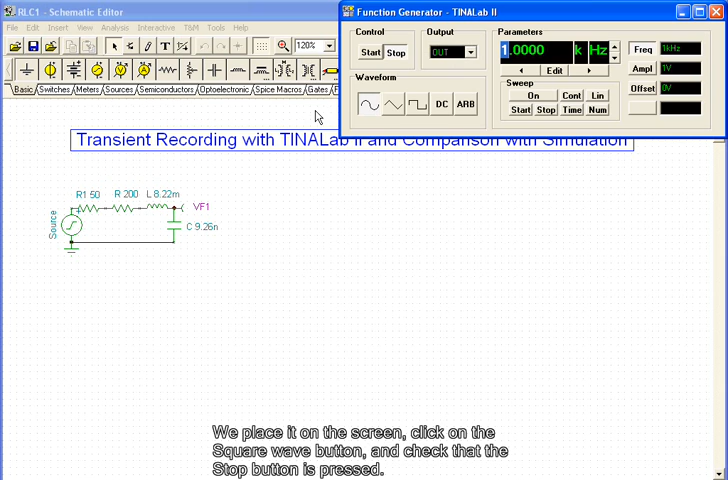 RLC1 - Schematic Editor
File Edit Insert View Analysis Interactive T&M Tools Help
120%
Basic Switches Meters Sources Semiconductors Optoelectronic Spice Macros Gates
Function Generator - TINALab II
Control
Start Stop
Output
OUT
Waveform
DC ARB
Parameters
1.0000 k Hz
Edit
Sweep
On Cont Lin
Start Stop Time Num
Freq 1kHz
Ampl 1V
Offset 0V
Transient Recording with TINALab II and Comparison with Simulation
R1 50 R 200 L 8.22m
VF1
Source
C 9.26n
We place it on the screen, click on the
Square wave button, and check that the
Stop button is pressed.